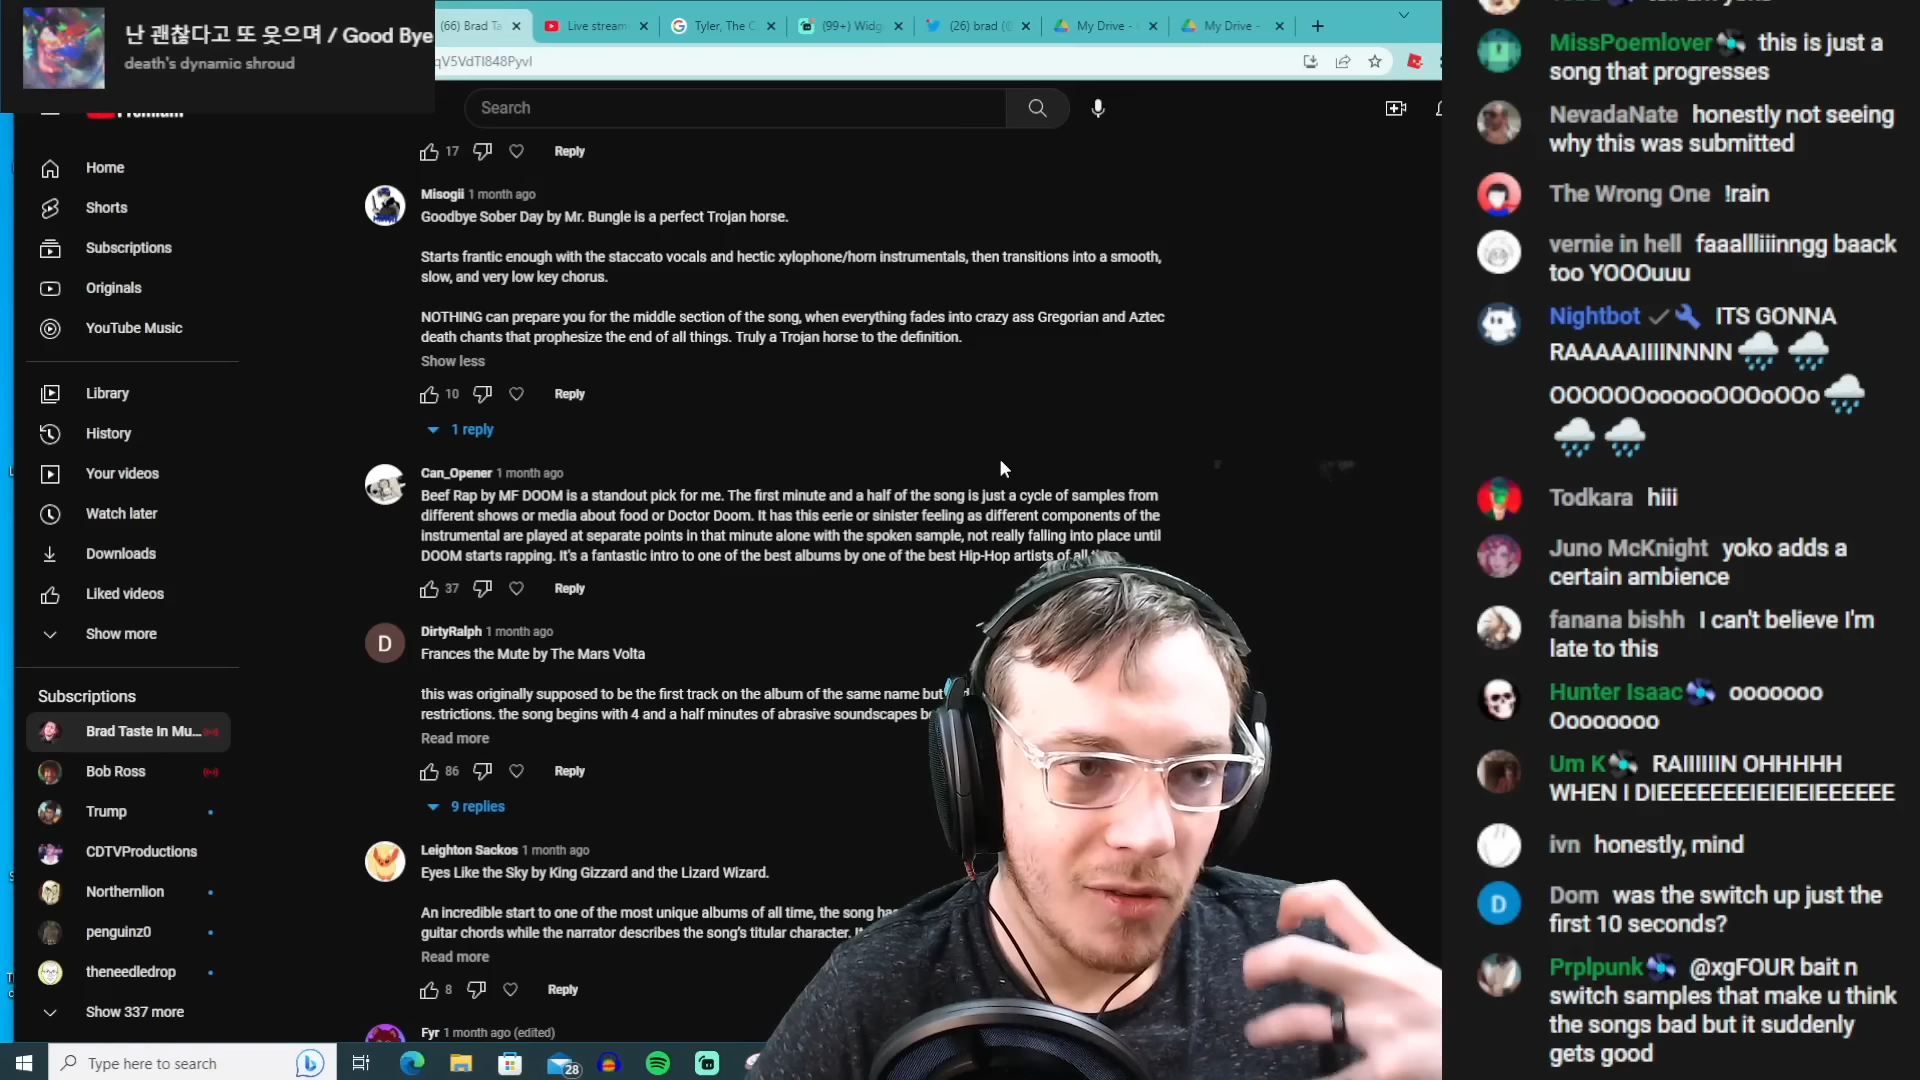 난 괜찮다고 또 웃으며 / Good Bye
death's dynamic shroud
(66) Brad Ta
Live stream
Tyler, The C
(99+) Widg
(26) brad (@
My Drive -
My Drive -
qV5VdTI848PyvI
Premium
Search
Home
Shorts
Subscriptions
Originals
YouTube Music
Library
History
Your videos
Watch later
Downloads
Liked videos
Show more
Subscriptions
Brad Taste In Mu...
Bob Ross
Trump
CDTVProductions
Northernlion
penguinz0
theneedledrop
Show 337 more
17 Reply
Misogii 1 month ago
Goodbye Sober Day by Mr. Bungle is a perfect Trojan horse.
Starts frantic enough with the staccato vocals and hectic xylophone/horn instrumentals, then transitions into a smooth,
slow, and very low key chorus.
NOTHING can prepare you for the middle section of the song, when everything fades into crazy ass Gregorian and Aztec
death chants that prophesize the end of all things. Truly a Trojan horse to the definition.
Show less
10 Reply
1 reply
Can_Opener 1 month ago
Beef Rap by MF DOOM is a standout pick for me. The first minute and a half of the song is just a cycle of samples from
different shows or media about food or Doctor Doom. It has this eerie or sinister feeling as different components of the
instrumental are played at separate points in that minute alone with the spoken sample, not really falling into place until
DOOM starts rapping. It's a fantastic intro to one of the best albums by one of the best Hip-Hop artists of all
37 Reply
D
DirtyRalph 1 month ago
Frances the Mute by The Mars Volta
this was originally supposed to be the first track on the album of the same name but
restrictions. the song begins with 4 and a half minutes of abrasive soundscapes
Read more
86 Reply
9 replies
Leighton Sackos 1 month ago
Eyes Like the Sky by King Gizzard and the Lizard Wizard.
An incredible start to one of the most unique albums of all time, the song
guitar chords while the narrator describes the song's titular character.
Read more
8 Reply
Fyr 1 month ago (edited)
Type here to search
28
MissPoemlover this is just a
song that progresses
NevadaNate honestly not seeing
why this was submitted
The Wrong One !rain
vernie in hell faaallliiinngg baack
too YOOOuuu
Nightbot ITS GONNA
RAAAAAIIIINNNN 🌧️ 🌧️
OOOOOOoooooOOOoOOo 🌧️
🌧️ 🌧️
Todkara hiii
Juno McKnight yoko adds a
certain ambience
fanana bishh I can't believe I'm
late to this
Hunter Isaac ooooooo
Oooooooo
Um K RAIIIIIIN OHHHHH
WHEN I DIEEEEEEEIEIEIEIEEEEEE
ivn honestly, mind
D
Dom was the switch up just the
first 10 seconds?
Prplpunk @xgFOUR bait n
switch samples that make u think
the songs bad but it suddenly
gets good